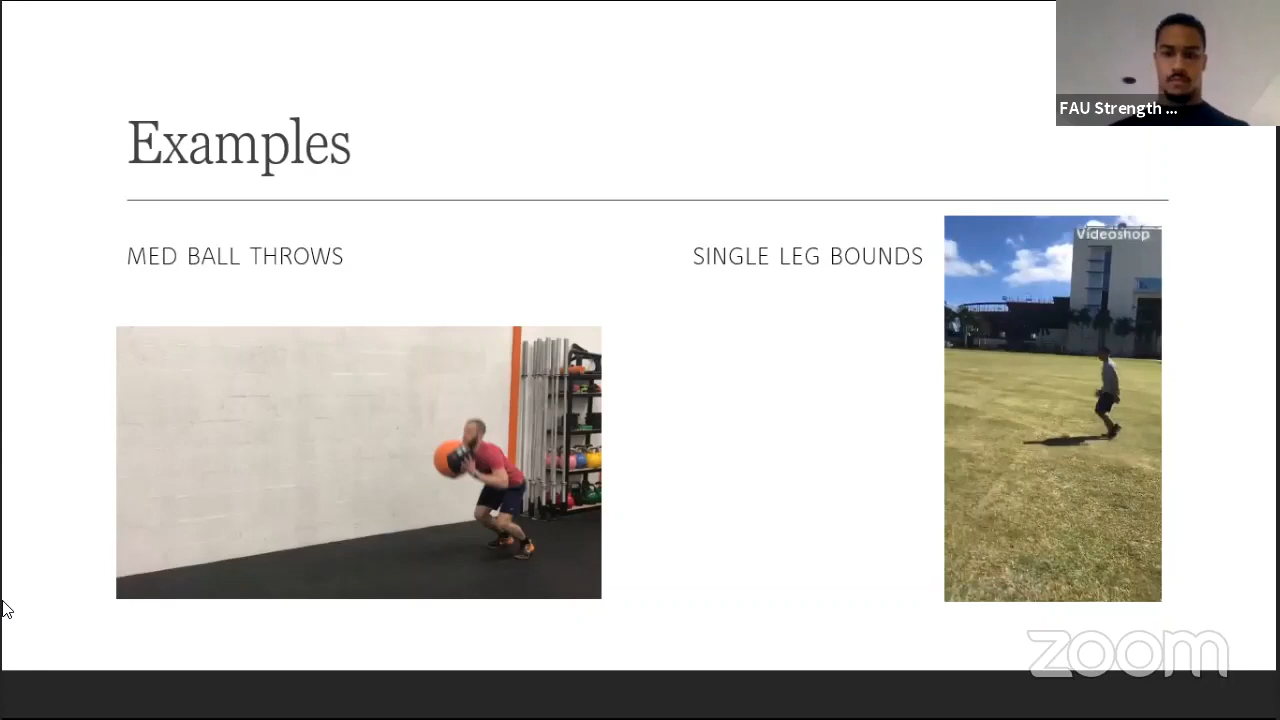 FAU Strength ...
Examples
MED BALL THROWS
SINGLE LEG BOUNDS
Videoshop
zoom